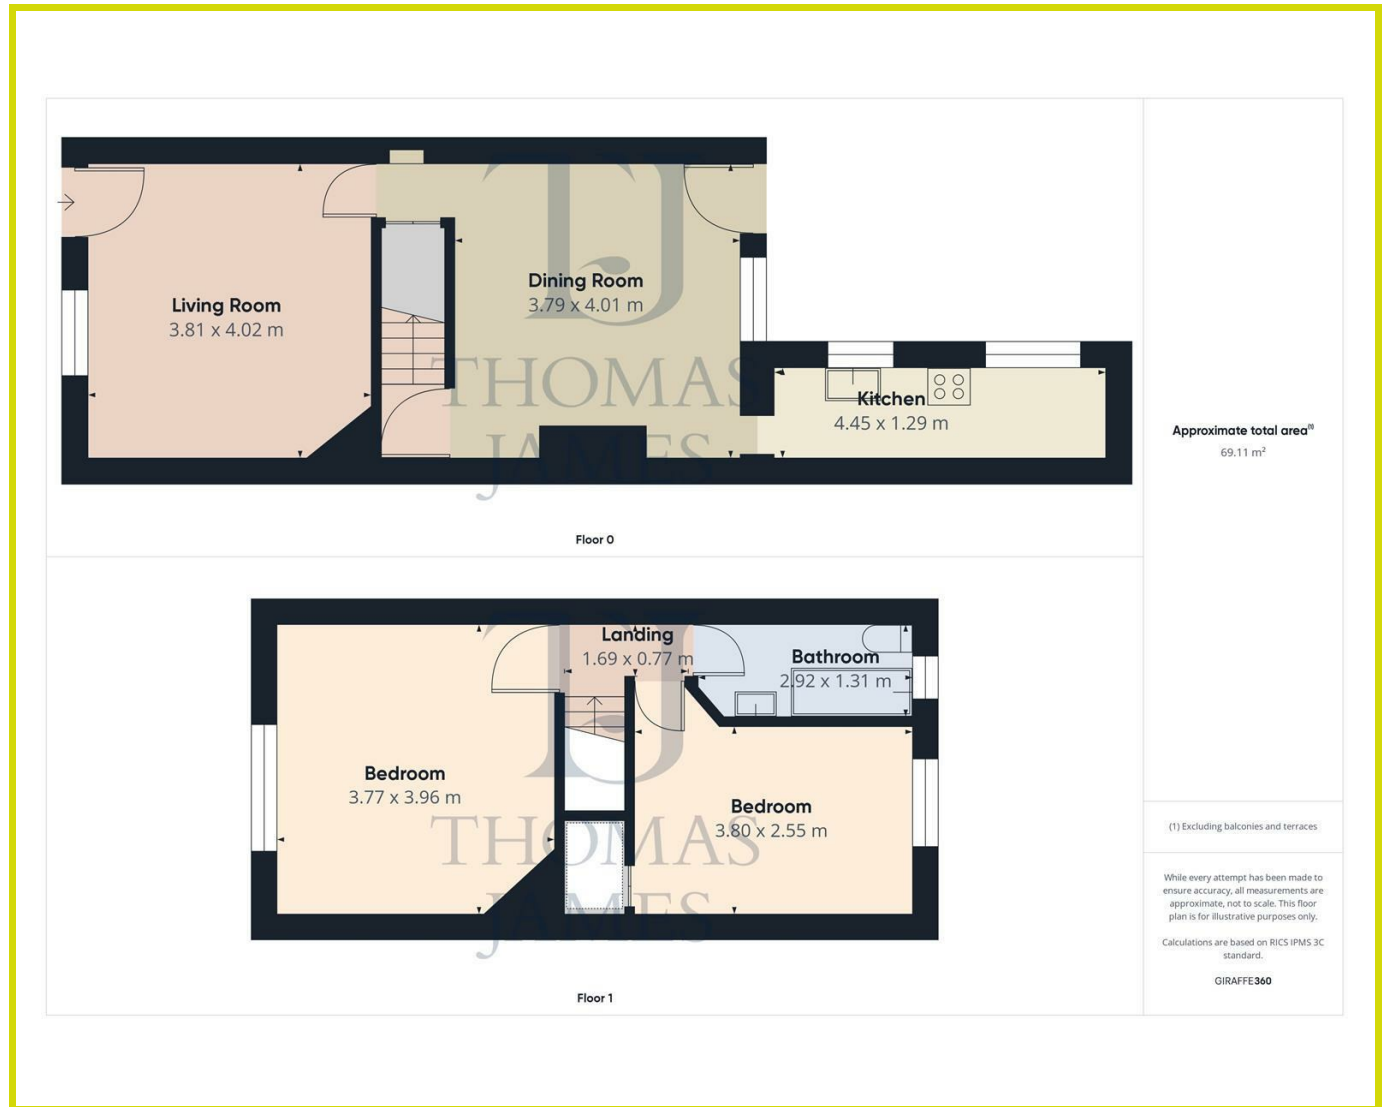 Living Room
3.81 x 4.02 m
Dining Room
3.79 x 4.01 m
Kitchen
4.45 x 1.29 m
TJ
THOMAS
JAMES
Floor 0
Landing
1.69 x 0.77 m
Bathroom
2.92 x 1.31 m
Bedroom
3.77 x 3.96 m
Bedroom
3.80 x 2.55 m
TJ
THOMAS
JAMES
Floor 1
Approximate total area(1)
69.11 m²
(1) Excluding balconies and terraces
While every attempt has been made to
ensure accuracy, all measurements are
approximate, not to scale. This floor
plan is for illustrative purposes only.
Calculations are based on RICS IPMS 3C
standard.
GIRAFFE360